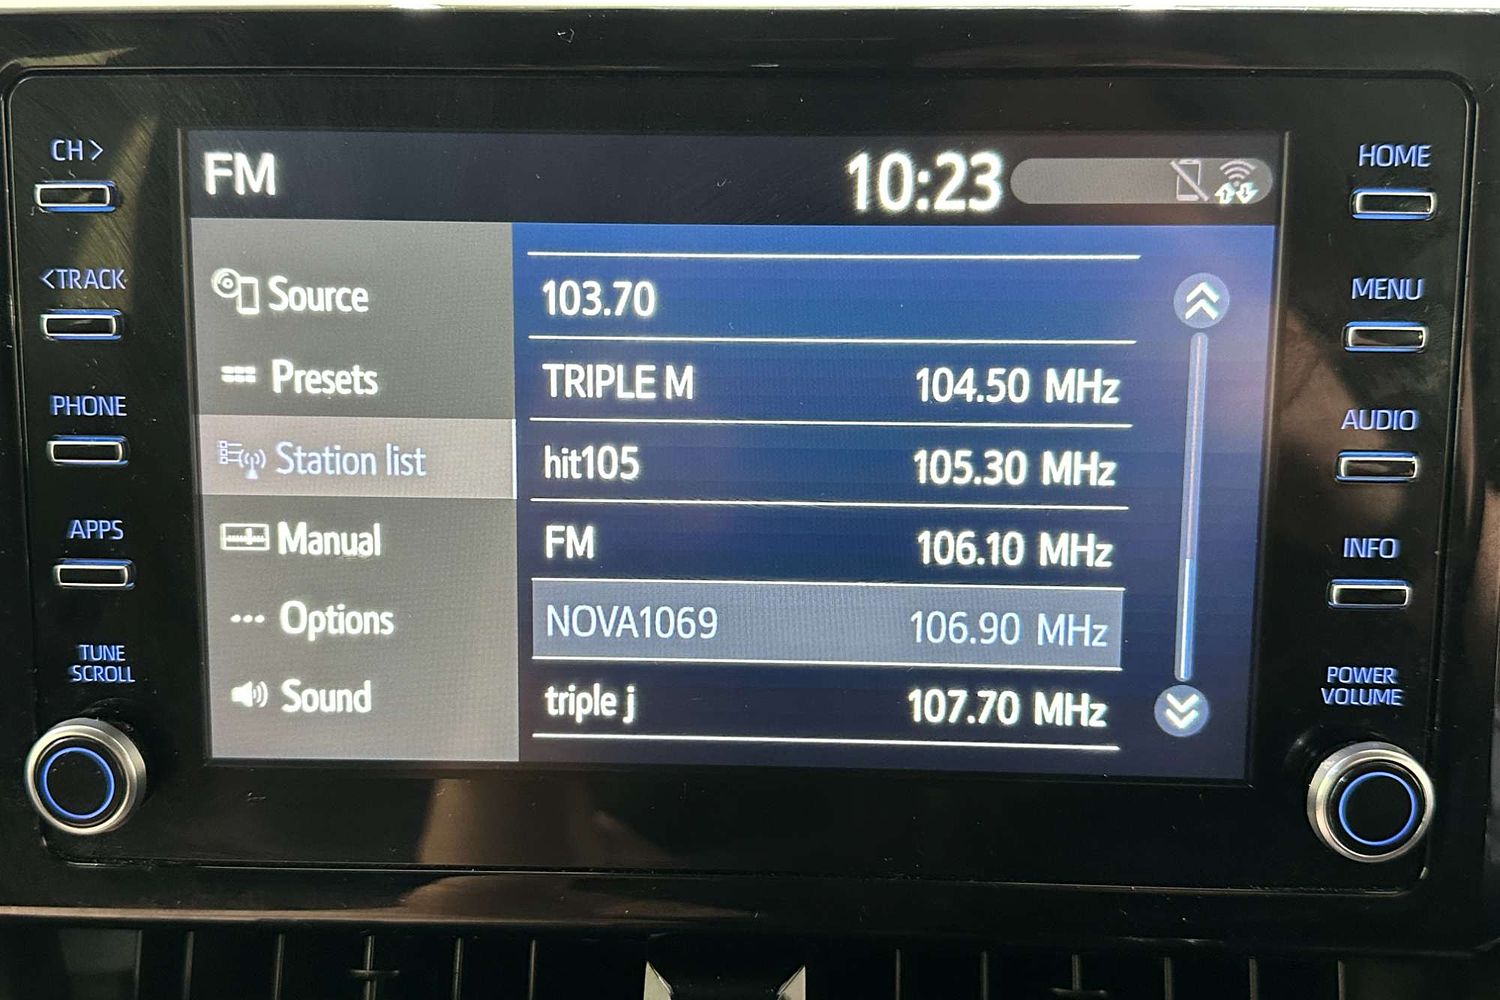 CH>
<TRACK
PHONE
APPS
TUNE
SCROLL
FM
10:23
Source
Presets
Station list
Manual
Options
Sound
103.70
TRIPLE M 104.50 MHz
hit105 105.30 MHz
FM 106.10 MHz
NOVA1069 106.90 MHz
triple j 107.70 MHz
HOME
MENU
AUDIO
INFO
POWER
VOLUME